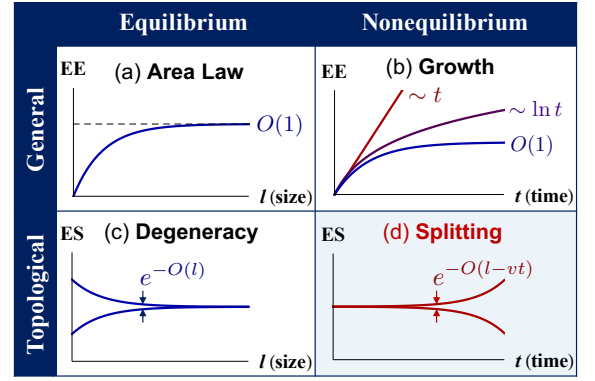 Equilibrium
Nonequilibrium
General
EE
(a) Area Law
O(1)
l (size)
EE
(b) Growth
∼ t
∼ ln t
O(1)
t (time)
Topological
ES
(c) Degeneracy
e^{−O(l)}
l (size)
ES
(d) Splitting
e^{−O(l−vt)}
t (time)